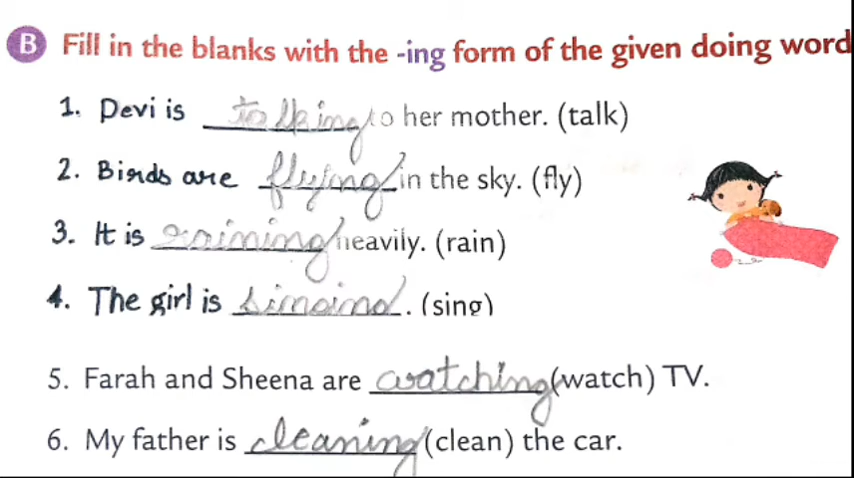 B Fill in the blanks with the -ing form of the given doing word
1. Devi is talking to her mother. (talk)
2. Birds are flying in the sky. (fly)
3. It is raining heavily. (rain)
4. The girl is singing. (sing)
5. Farah and Sheena are watching (watch) TV.
6. My father is cleaning (clean) the car.